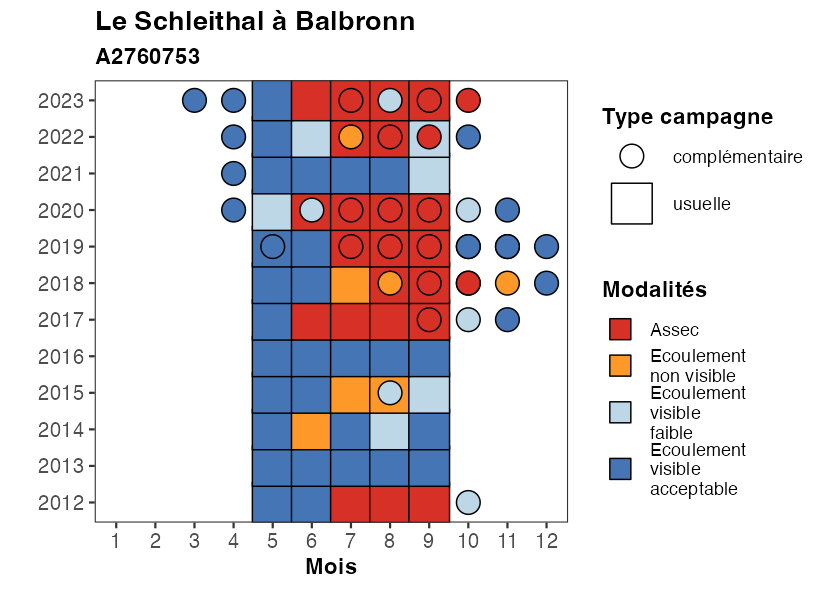 Le Schleithal à Balbronn
A2760753
2023
2022
2021
2020
2019
2018
2017
2016
2015
2014
2013
2012
1 2 3 4 5 6 7 8 9 10 11 12
Mois
Type campagne
complémentaire
usuelle
Modalités
Assec
Ecoulement
non visible
Ecoulement
visible
faible
Ecoulement
visible
acceptable